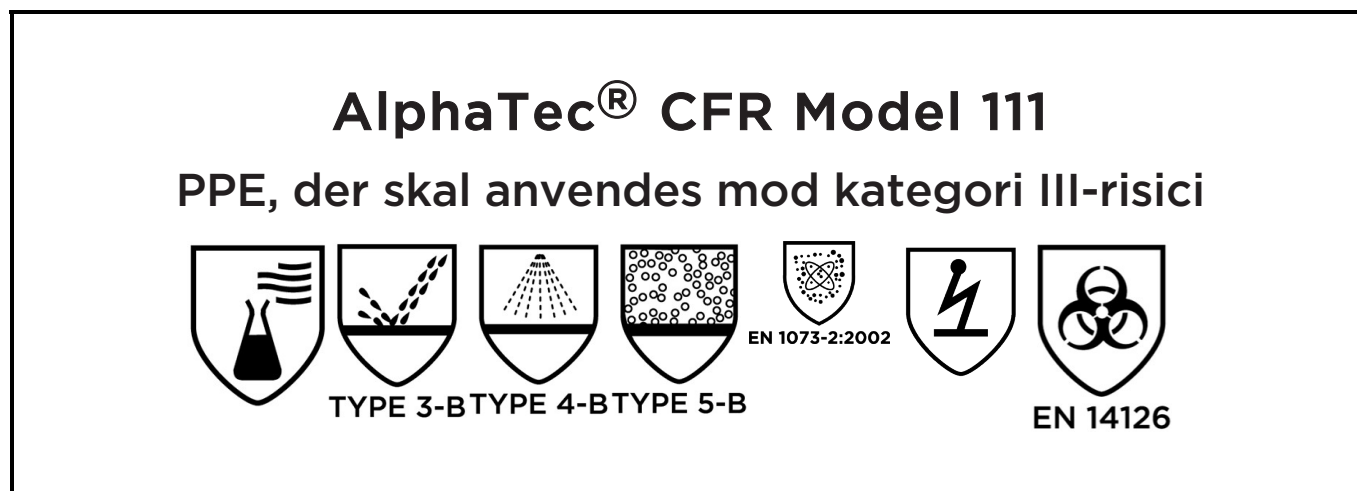 AlphaTec® CFR Model 111
PPE, der skal anvendes mod kategori III-risici
EN 1073-2:2002
TYPE 3-B TYPE 4-B TYPE 5-B
EN 14126